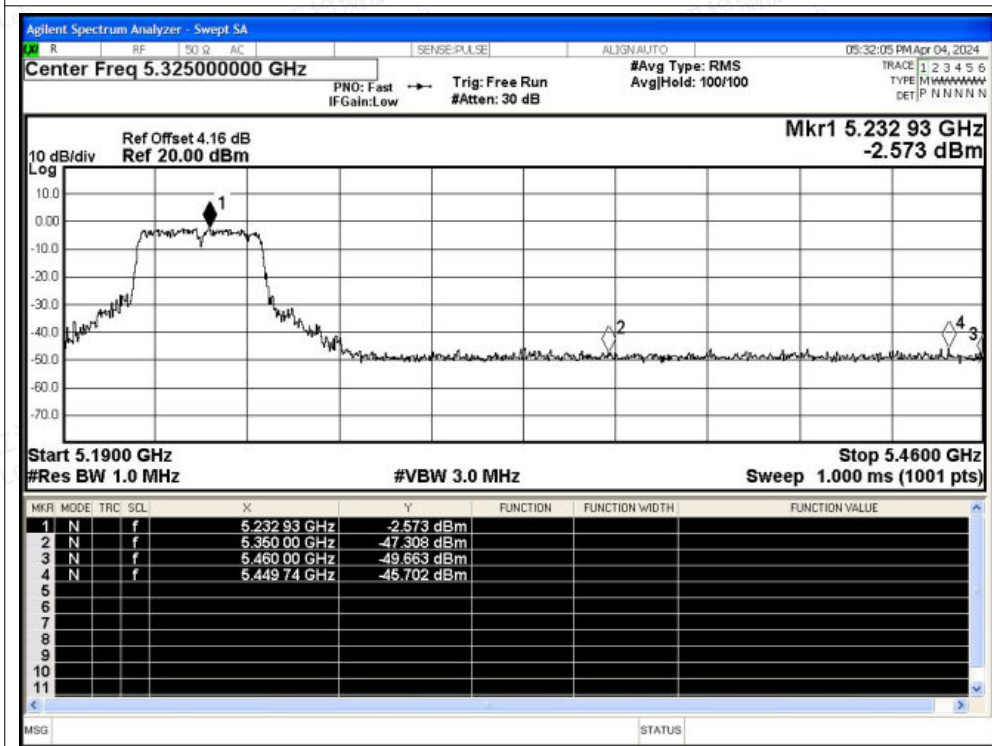 Agilent Spectrum Analyzer - Swept SA
LXI R RF 50 Ω AC SENSE:PULSE ALIGN AUTO 05:32:05 PM Apr 04, 2024
Center Freq 5.325000000 GHz #Avg Type: RMS TRACE 1 2 3 4 5 6
PNO: Fast Trig: Free Run Avg|Hold: 100/100 TYPE M WWWWW
IFGain:Low #Atten: 30 dB DET P N N N N N
Mkr1 5.232 93 GHz
Ref Offset 4.16 dB
10 dB/div Ref 20.00 dBm -2.573 dBm
Log
10.0
1
0.00
-10.0
-20.0
-30.0
-40.0
2
4
3
-50.0
-60.0
-70.0
Start 5.1900 GHz Stop 5.4600 GHz
#Res BW 1.0 MHz #VBW 3.0 MHz Sweep 1.000 ms (1001 pts)
MKR MODE TRC SCL X Y FUNCTION FUNCTION WIDTH FUNCTION VALUE
1 N f 5.232 93 GHz -2.573 dBm
2 N f 5.350 00 GHz -47.308 dBm
3 N f 5.460 00 GHz -49.663 dBm
4 N f 5.449 74 GHz -45.702 dBm
5
6
7
8
9
10
11
MSG STATUS